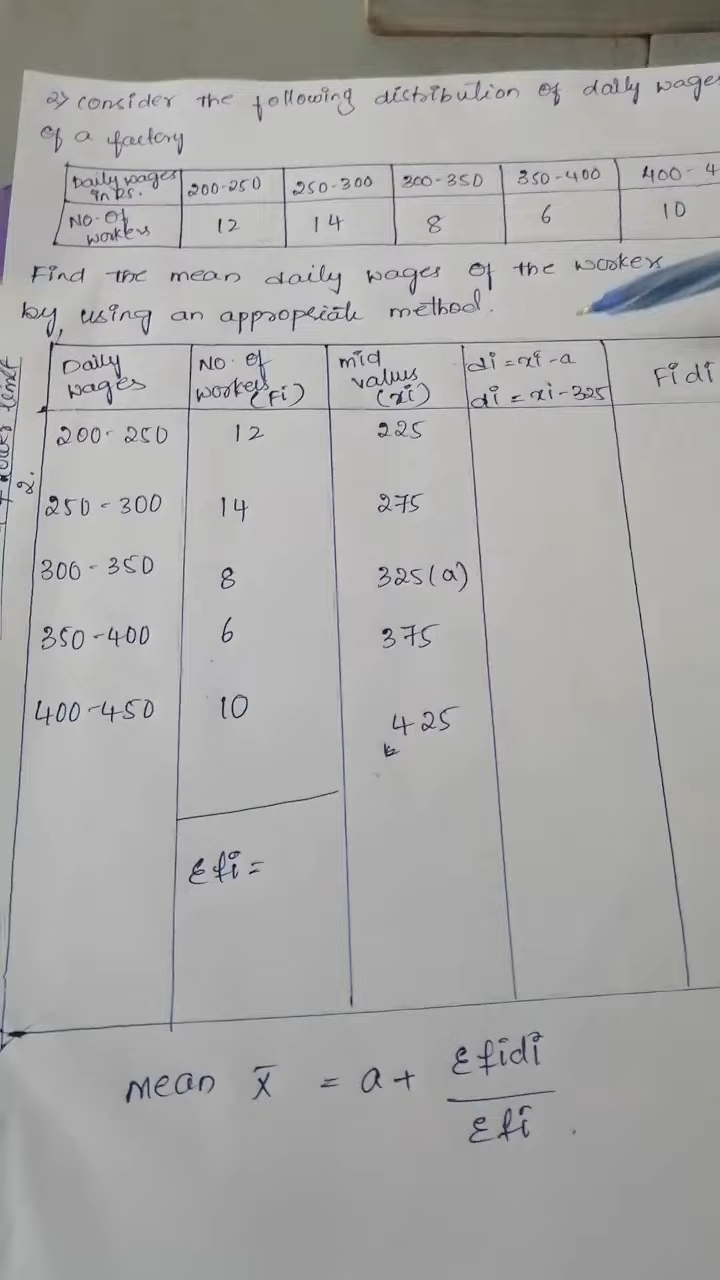 2) consider the following distribution of daily wages
of a factory
Daily wages in Rs. 200-250 250-300 300-350 350-400 400-4
No. of workers 12 14 8 6 10
Find the mean daily wages of the worker
by, using an appropriate method.
Daily wages No. of workers (Fi) mid values (xi) di = xi - a di = xi - 325 Fidi
200-250 12 225
250-300 14 275
300-350 8 325(a)
350-400 6 375
400-450 10 425
Σfi =
mean x̄ = a + Σfidi / Σfi .
2.